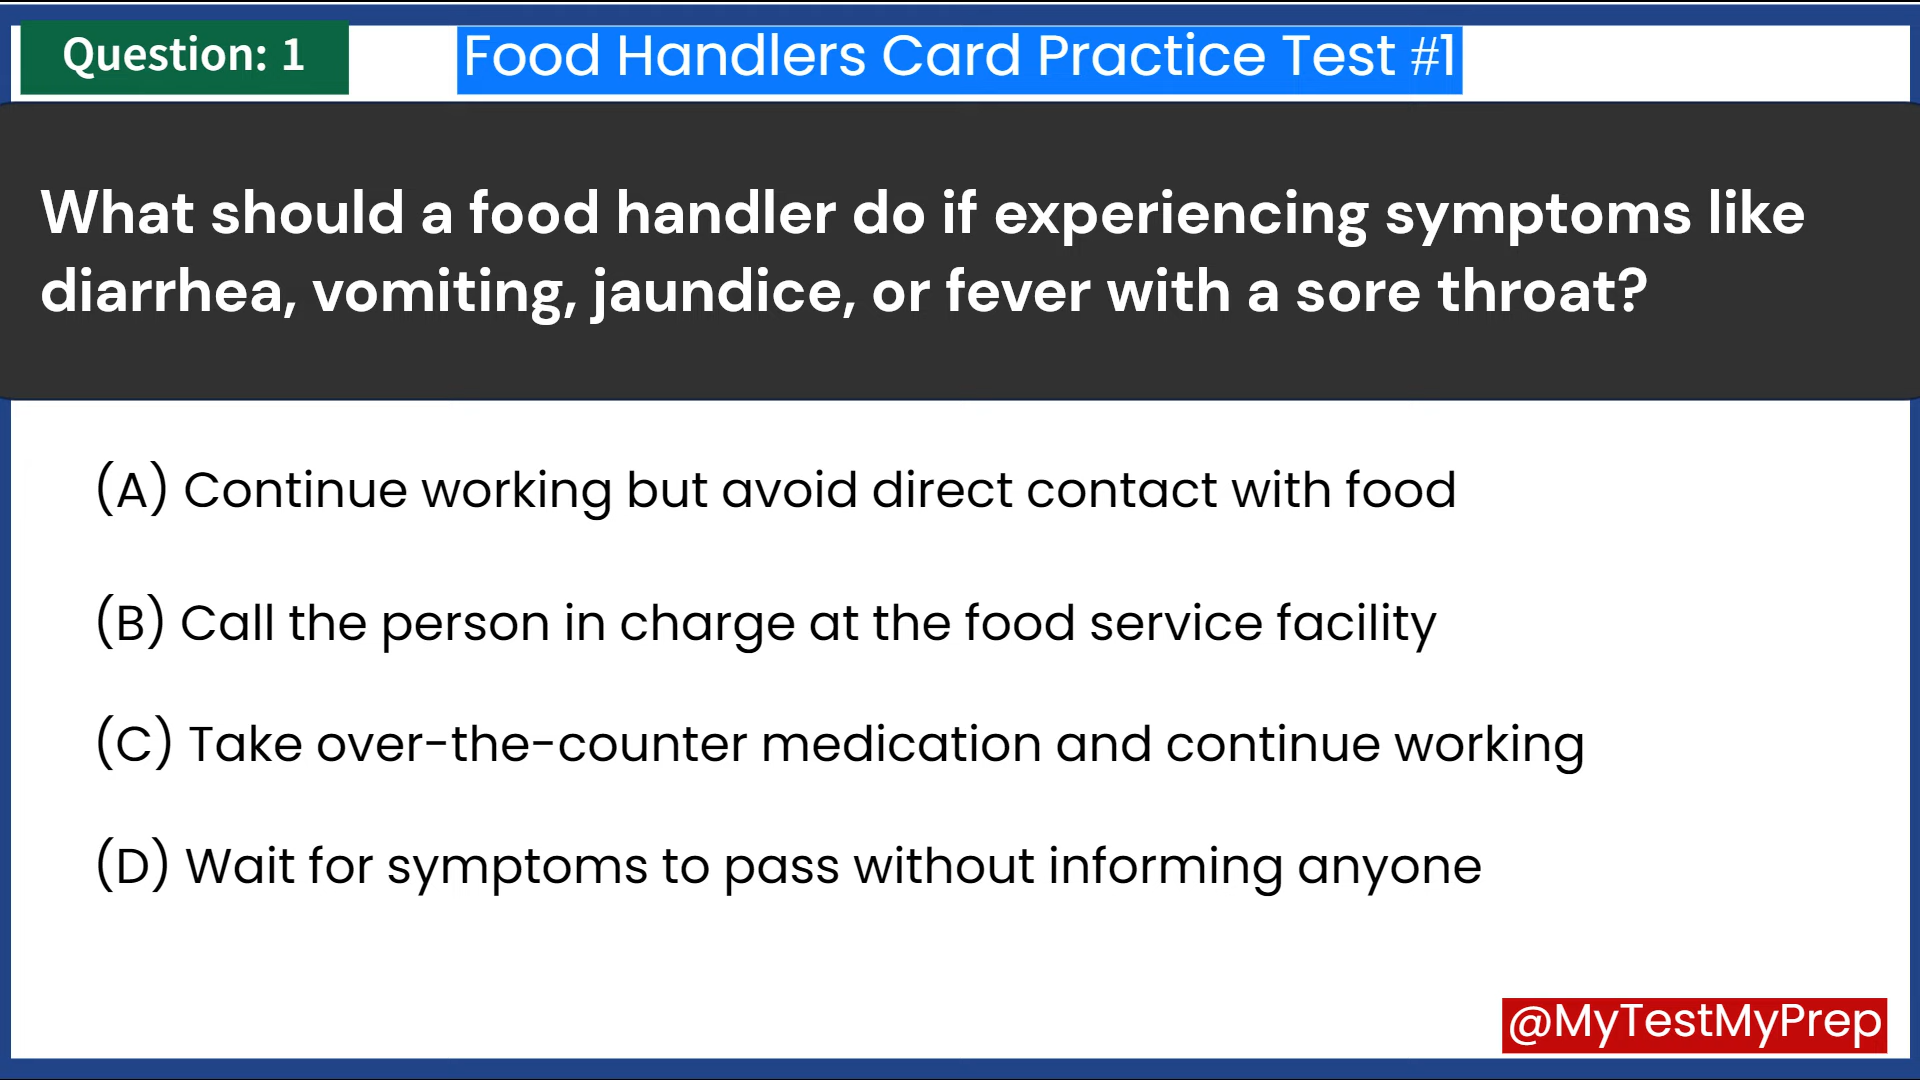 Question: 1
Food Handlers Card Practice Test #1
What should a food handler do if experiencing symptoms like
diarrhea, vomiting, jaundice, or fever with a sore throat?
(A) Continue working but avoid direct contact with food
(B) Call the person in charge at the food service facility
(C) Take over-the-counter medication and continue working
(D) Wait for symptoms to pass without informing anyone
@MyTestMyPrep